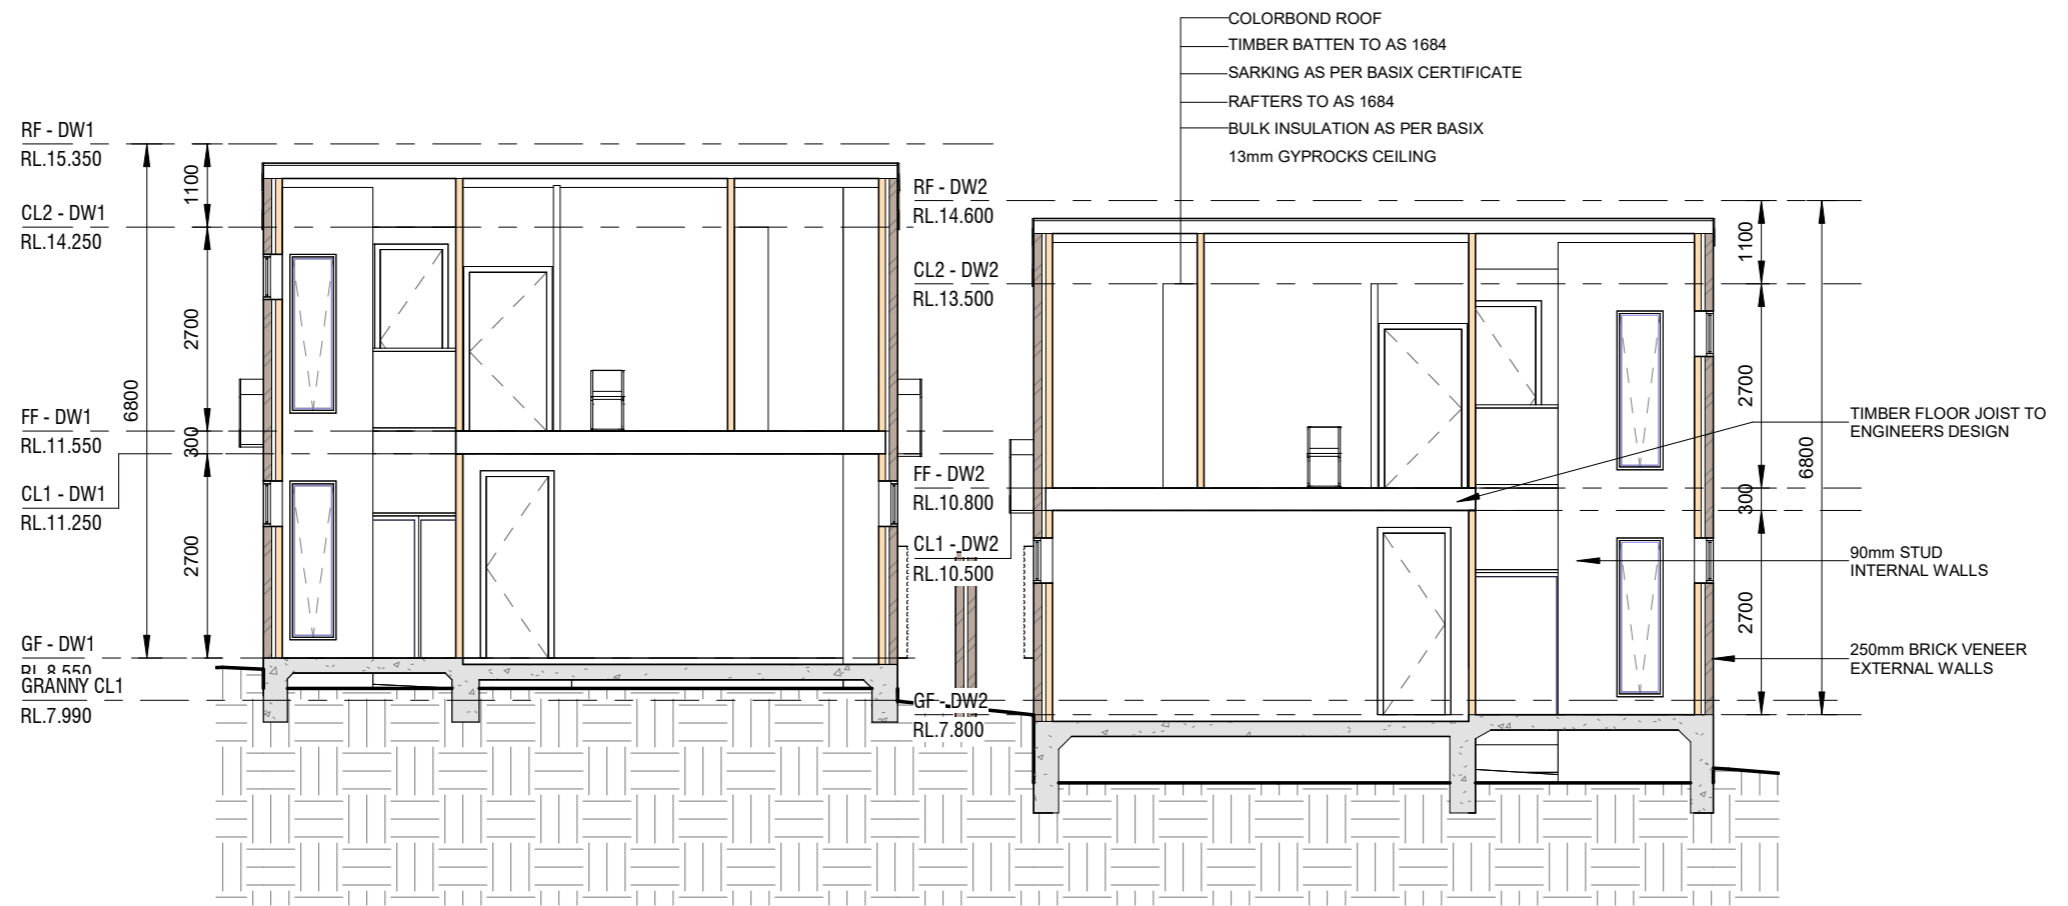 COLORBOND ROOF
TIMBER BATTEN TO AS 1684
SARKING AS PER BASIX CERTIFICATE
RAFTERS TO AS 1684
BULK INSULATION AS PER BASIX
13mm GYPROCKS CEILING
RF - DW1
RL.15.350
CL2 - DW1
RL.14.250
FF - DW1
RL.11.550
CL1 - DW1
RL.11.250
GF - DW1
RL.8.550
GRANNY CL1
RL.7.990
6800
1100
2700
300
2700
RF - DW2
RL.14.600
CL2 - DW2
RL.13.500
FF - DW2
RL.10.800
CL1 - DW2
RL.10.500
GF - DW2
RL.7.800
1100
2700
300
2700
6800
TIMBER FLOOR JOIST TO
ENGINEERS DESIGN
90mm STUD
INTERNAL WALLS
250mm BRICK VENEER
EXTERNAL WALLS